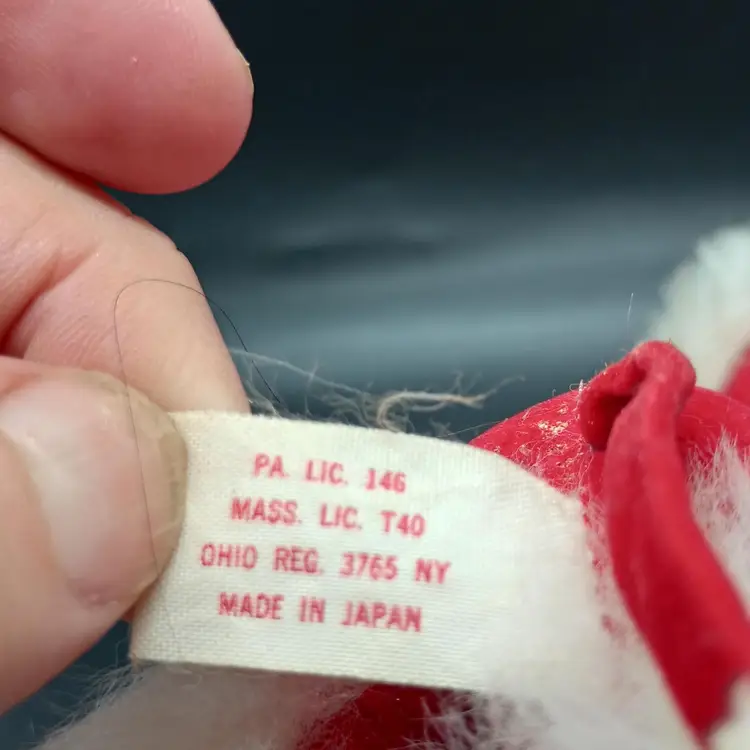 PA. LIC. 146
MASS. LIC. T40
OHIO REG. 3765 NY
MADE IN JAPAN